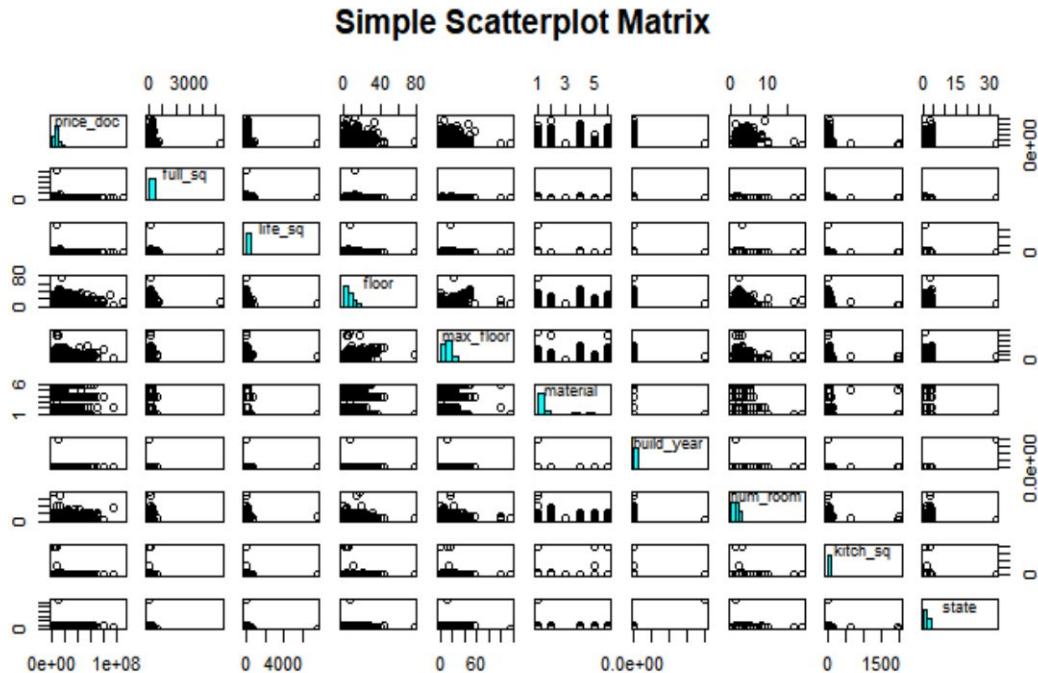 Simple Scatterplot Matrix
0 3000
0 40 80
1 3 5
0 10
0 15 30
price_doc
0e+00
full_sq
0
life_sq
0
floor
0 80
max_floor
0
material
1 6
build_year
0.0e+00
num_room
0
kitch_sq
0
state
0
0e+00 1e+08
0 4000
0 60
0.0e+00
0 1500